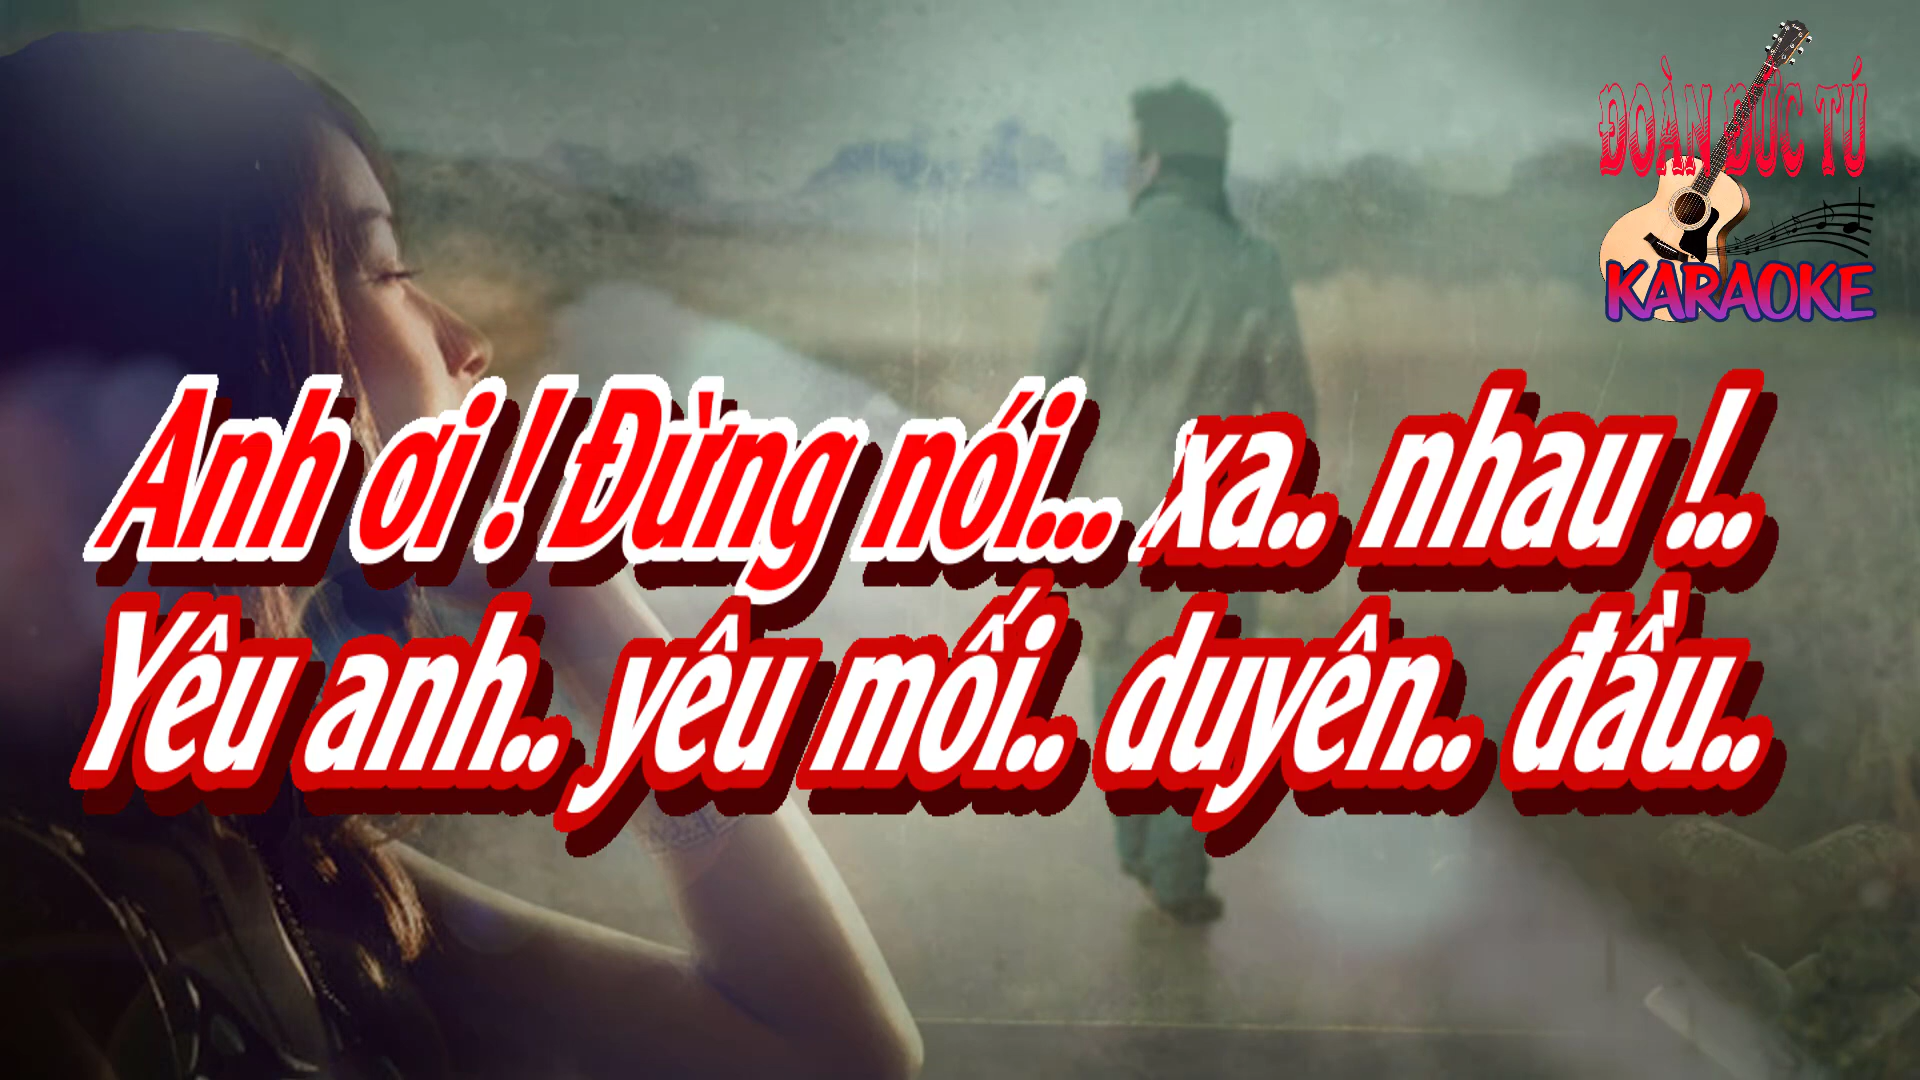 ĐOÀN ĐỨC TÚ
KARAOKE
Anh ơi ! Đừng nói... xa.. nhau !..
Yêu anh.. yêu mối.. duyên.. đầu..